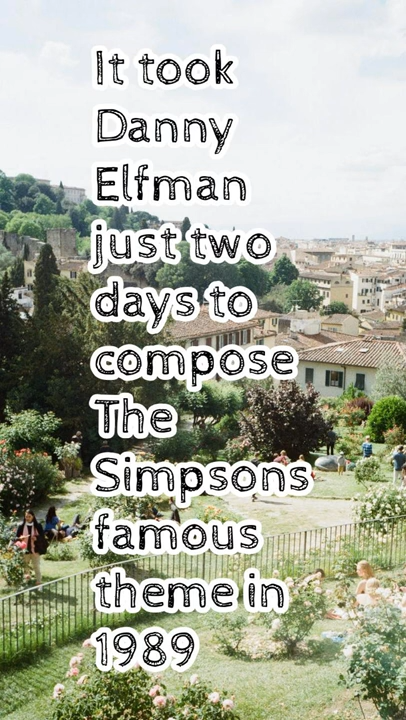 It took
Danny
Elfman
just two
days to
compose
The
Simpsons
famous
theme in
1989